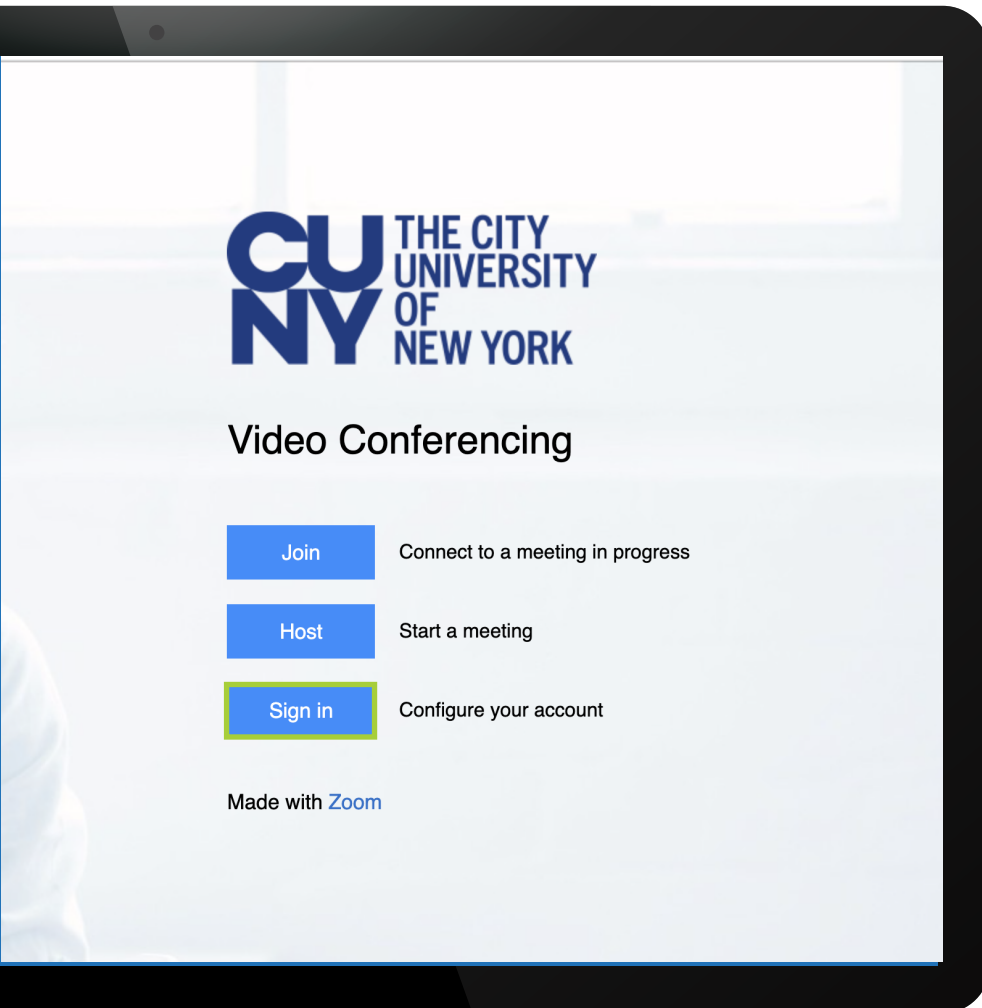 CU
NY
THE CITY
UNIVERSITY
OF
NEW YORK
Video Conferencing
Join Connect to a meeting in progress
Host Start a meeting
Sign in Configure your account
Made with Zoom